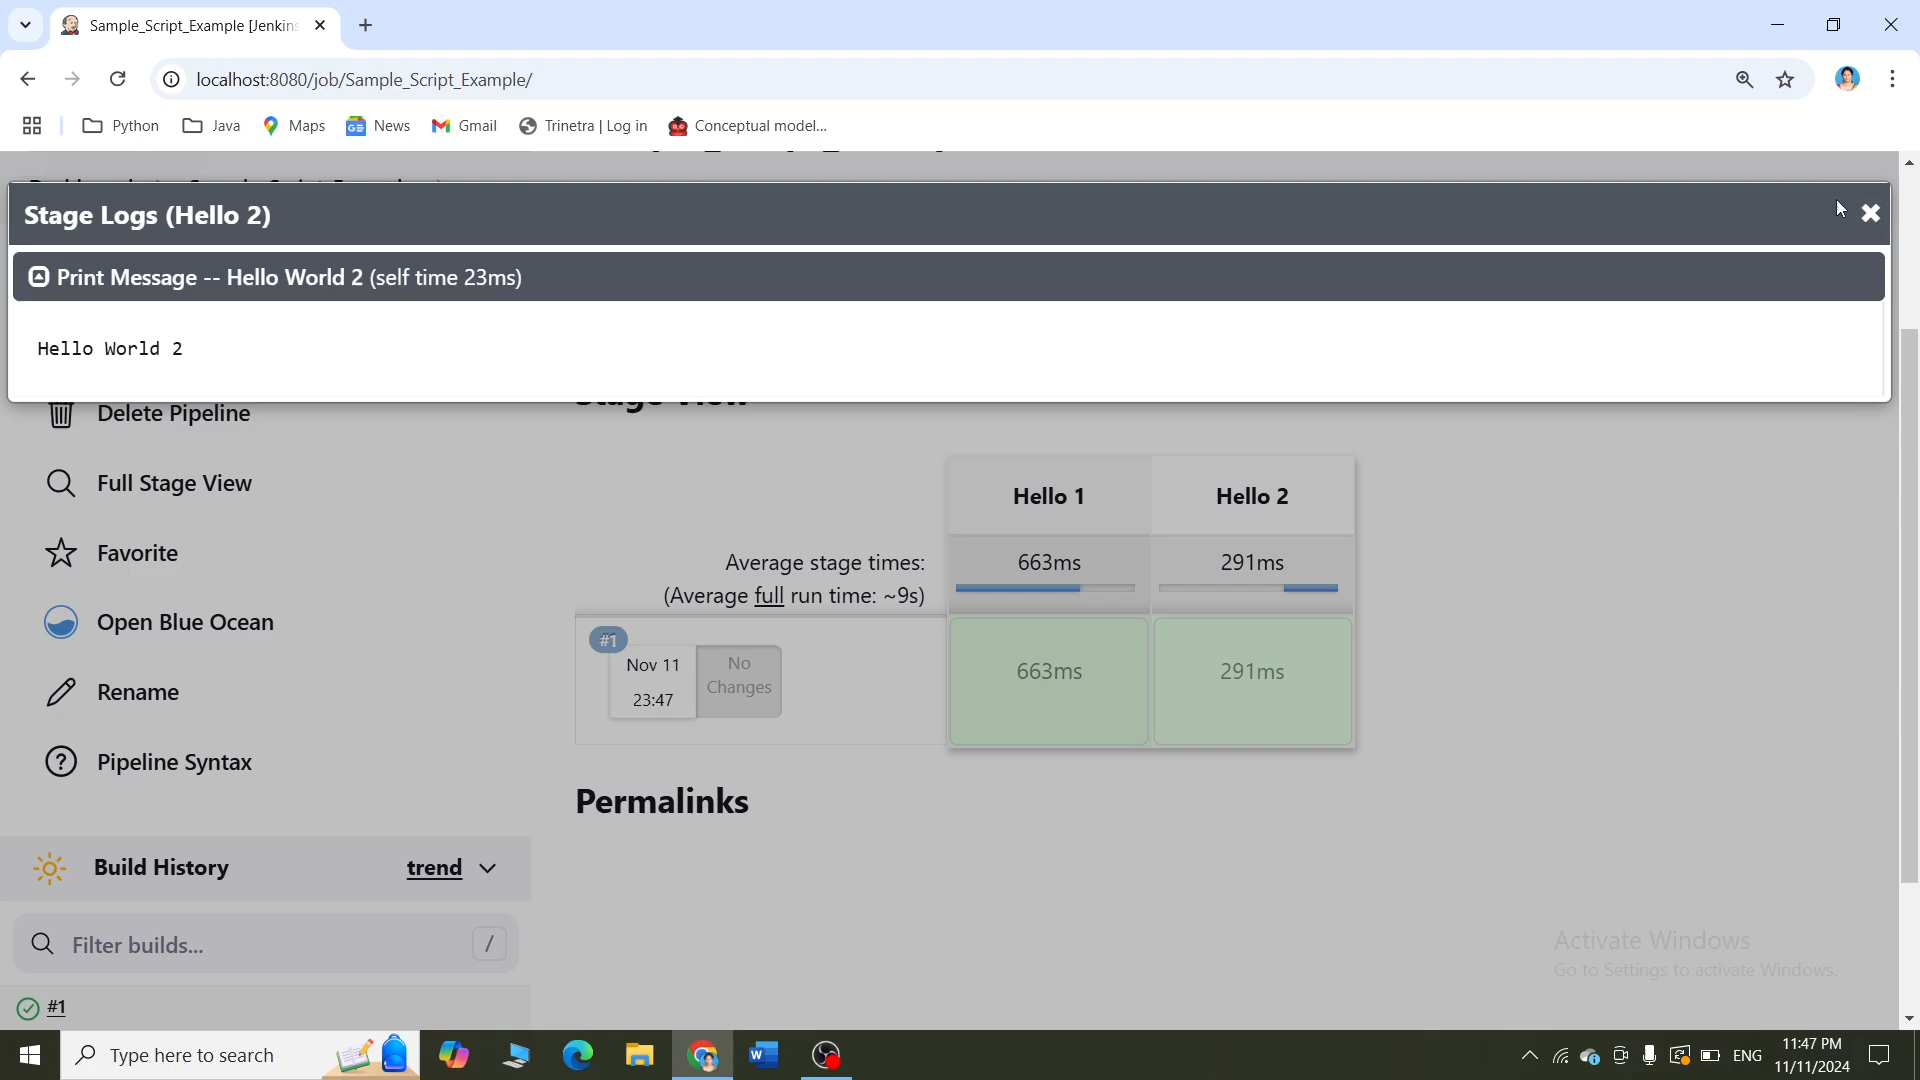 Sample_Script_Example [Jenkins
localhost:8080/job/Sample_Script_Example/
Python
Java
Maps
News
Gmail
Trinetra | Log in
Conceptual model...
Stage Logs (Hello 2)
Print Message -- Hello World 2 (self time 23ms)
Hello World 2
Delete Pipeline
Full Stage View
Favorite
Open Blue Ocean
Rename
Pipeline Syntax
Build History
trend
Filter builds...
/
#1
Stage View
Hello 1
Hello 2
Average stage times:
(Average full run time: ~9s)
663ms
291ms
#1
Nov 11
23:47
No
Changes
663ms
291ms
Permalinks
Activate Windows
Go to Settings to activate Windows.
Type here to search
ENG
11:47 PM
11/11/2024